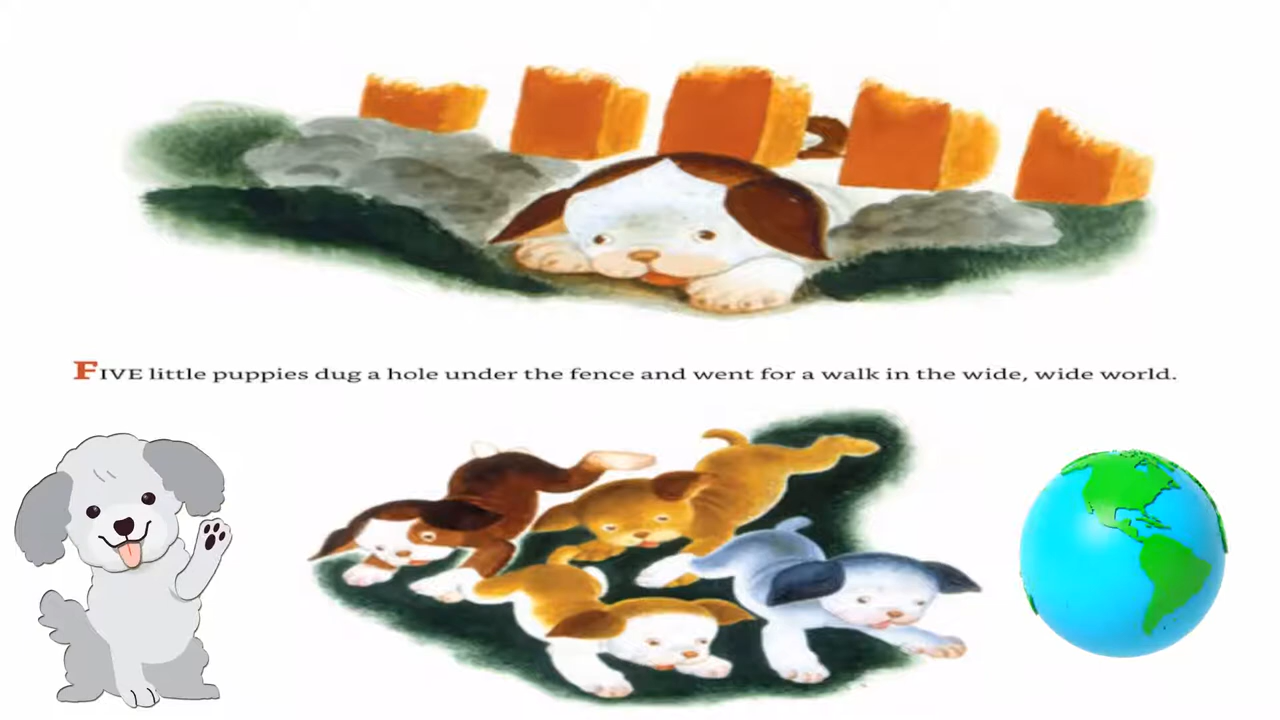 FIVE little puppies dug a hole under the fence and went for a walk in the wide, wide world.